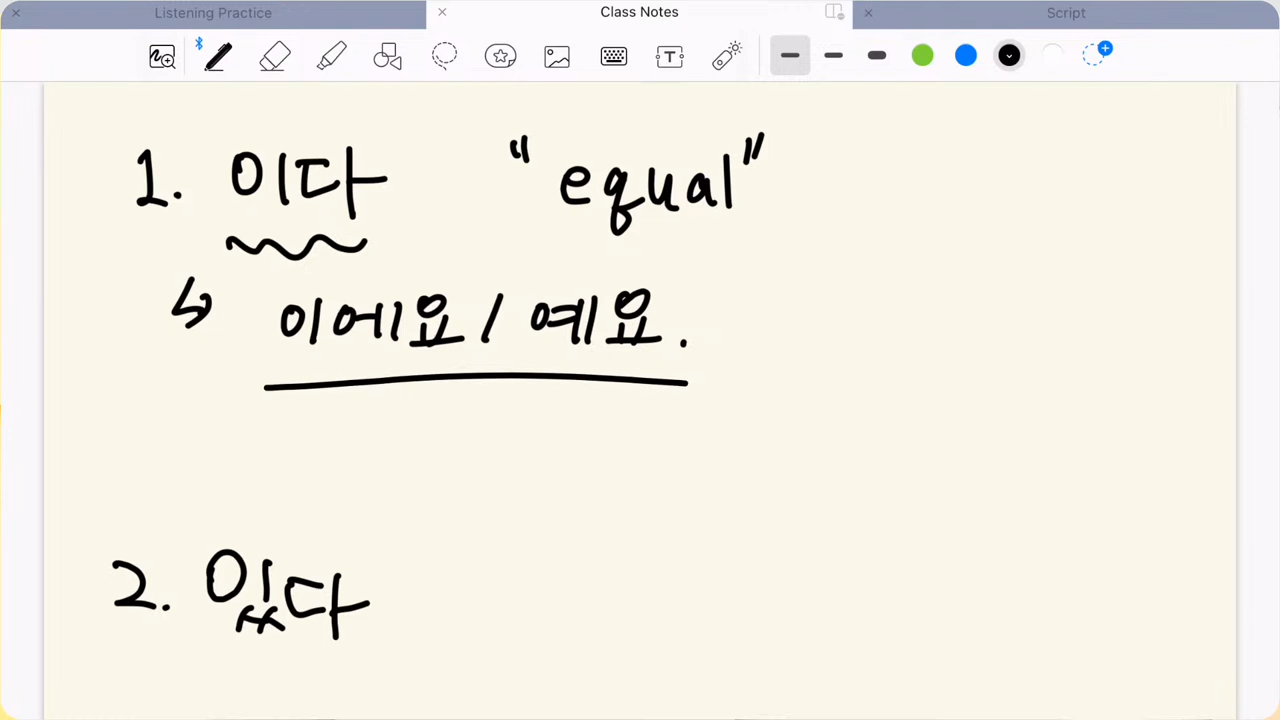 Listening Practice
Class Notes
Script
1. 이다 "equal"
↳ 이에요 / 예요.
2. 있다